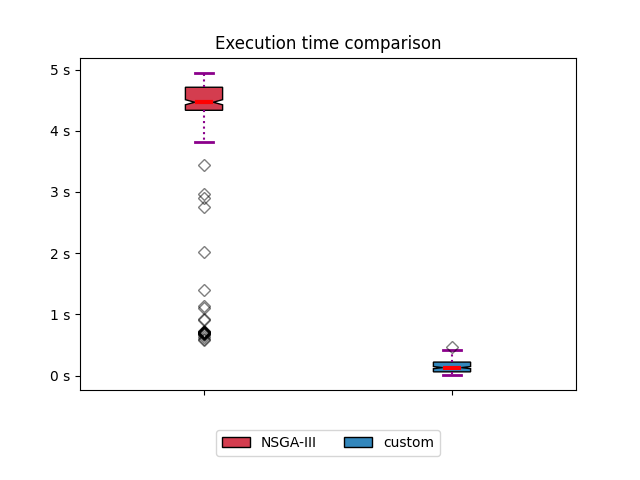 Execution time comparison
5 s
4 s
3 s
2 s
1 s
0 s
NSGA-III custom